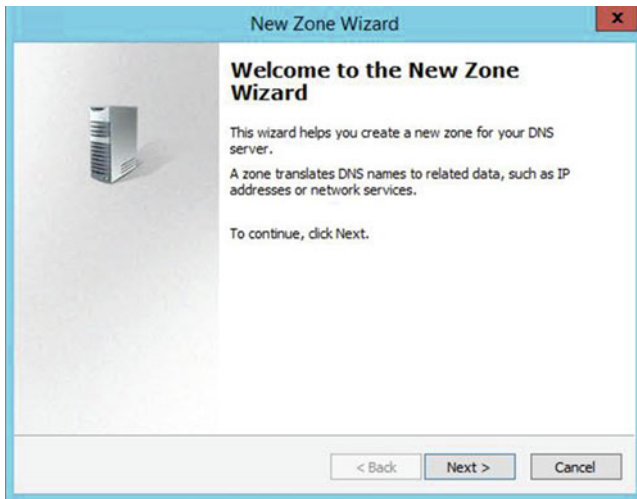 New Zone Wizard
x
Welcome to the New Zone
Wizard
This wizard helps you create a new zone for your DNS
server.
A zone translates DNS names to related data, such as IP
addresses or network services.
To continue, click Next.
< Back Next > Cancel